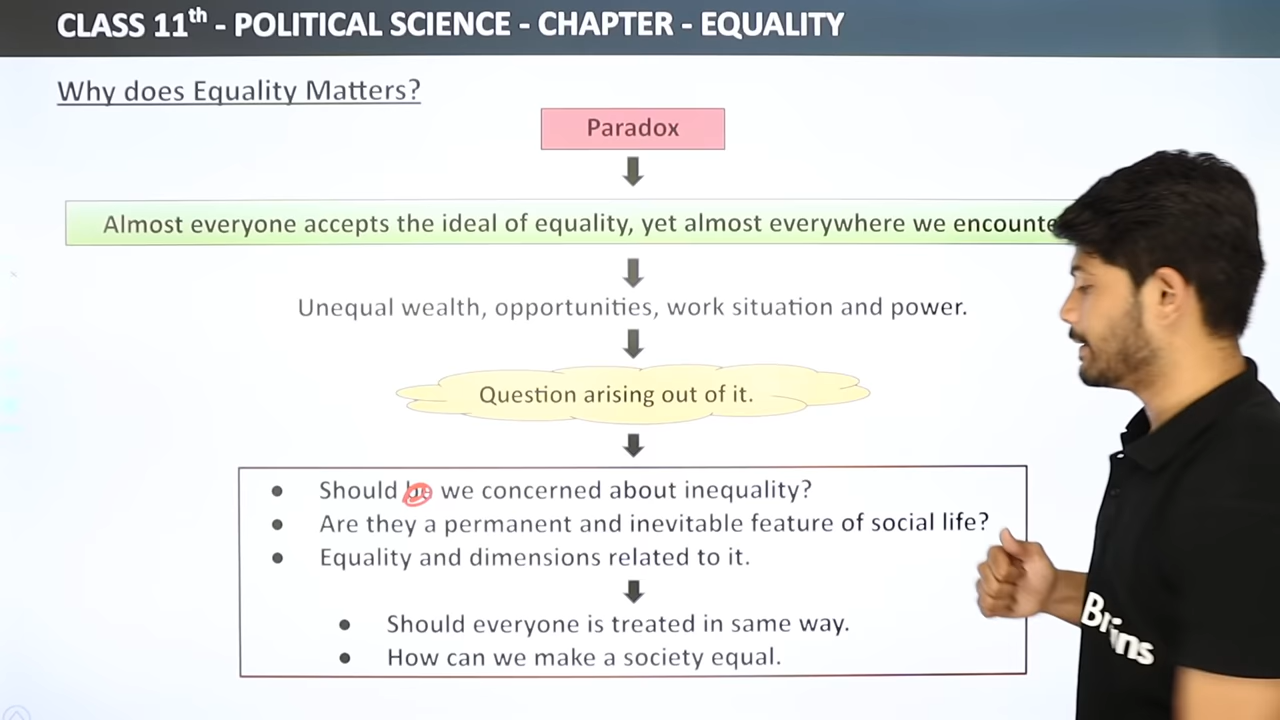 CLASS 11th - POLITICAL SCIENCE - CHAPTER - EQUALITY
Why does Equality Matters?
Paradox
Almost everyone accepts the ideal of equality, yet almost everywhere we
Unequal wealth, opportunities, work situation and power.
Question arising out of it.
Should we concerned about inequality?
Are they a permanent and inevitable feature of social life?
Equality and dimensions related to it.
Should everyone is treated in same way.
How can we make a society equal.